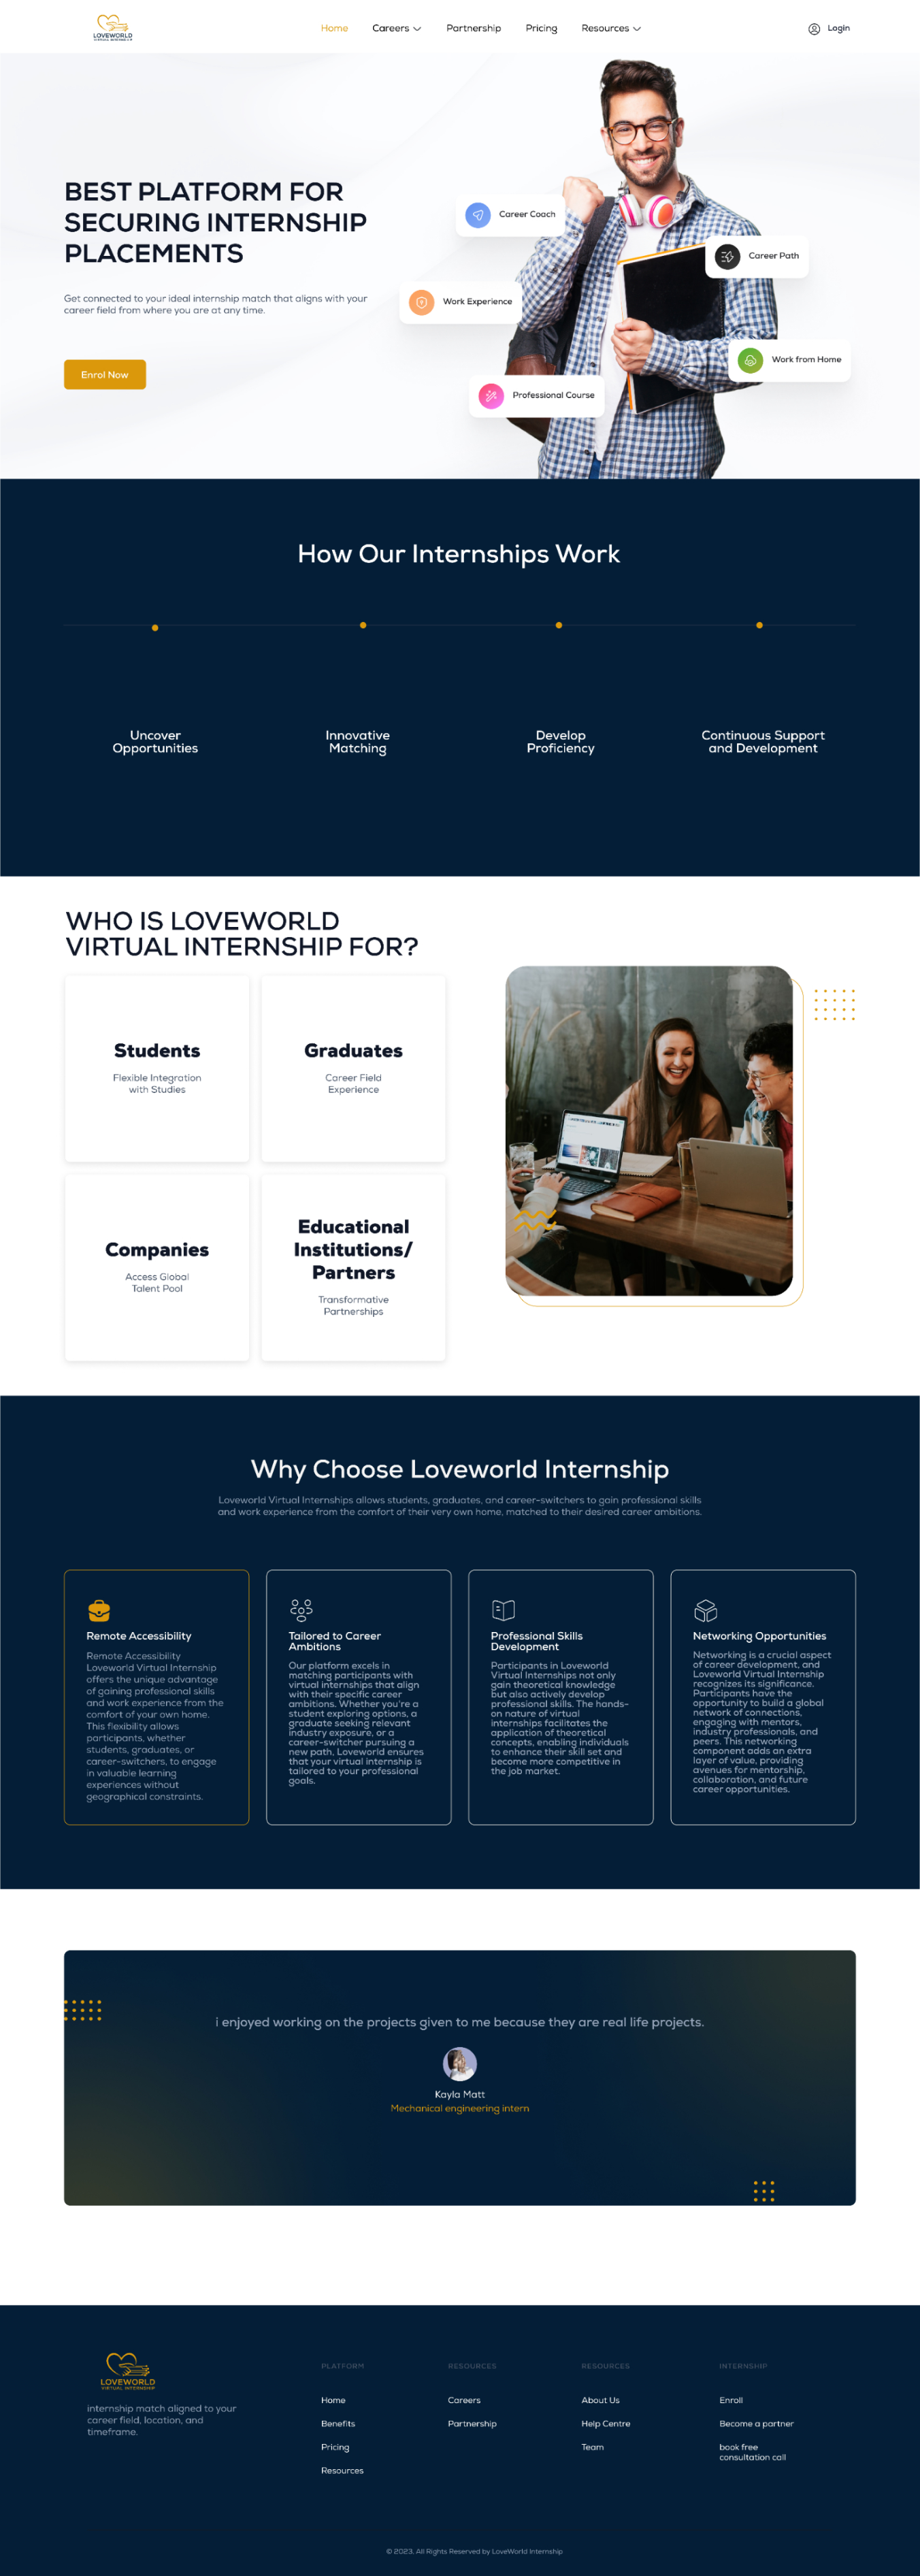 LOVEWORLD
VIRTUAL INTERNSHIP
Home
Careers
Partnership
Pricing
Resources
Login
BEST PLATFORM FOR
SECURING INTERNSHIP
PLACEMENTS
Get connected to your ideal internship match that aligns with your
career field from where you are at any time.
Enrol Now
Career Coach
Career Path
Work Experience
Work from Home
Professional Course
How Our Internships Work
Uncover
Opportunities
Innovative
Matching
Develop
Proficiency
Continuous Support
and Development
WHO IS LOVEWORLD
VIRTUAL INTERNSHIP FOR?
Students
Flexible Integration
with Studies
Graduates
Career Field
Experience
Companies
Access Global
Talent Pool
Educational
Institutions/
Partners
Transformative
Partnerships
Why Choose Loveworld Internship
Loveworld Virtual Internships allows students, graduates, and career-switchers to gain professional skills
and work experience from the comfort of their very own home, matched to their desired career ambitions.
Remote Accessibility
Remote Accessibility
Loveworld Virtual Internship
offers the unique advantage
of gaining professional skills
and work experience from the
comfort of your own home.
This flexibility allows
participants, whether
students, graduates, or
career-switchers, to engage
in valuable learning
experiences without
geographical constraints.
Tailored to Career
Ambitions
Our platform excels in
matching participants with
virtual internships that align
with their specific career
ambitions. Whether you're a
student exploring options, a
graduate seeking relevant
industry exposure, or a
career-switcher pursuing a
new path, Loveworld ensures
that your virtual internship is
tailored to your professional
goals.
Professional Skills
Development
Participants in Loveworld
Virtual Internships not only
gain theoretical knowledge
but also actively develop
professional skills. The hands-
on nature of virtual
internships facilitates the
application of theoretical
concepts, enabling individuals
to enhance their skill set and
become more competitive in
the job market.
Networking Opportunities
Networking is a crucial aspect
of career development, and
Loveworld Virtual Internship
recognizes its significance.
Participants have the
opportunity to build a global
network of connections,
engaging with mentors,
industry professionals, and
peers. This networking
component adds an extra
layer of value, providing
avenues for mentorship,
collaboration, and future
career opportunities.
i enjoyed working on the projects given to me because they are real life projects.
Kayla Matt
Mechanical engineering intern
LOVEWORLD
VIRTUAL INTERNSHIP
internship match aligned to your
career field, location, and
timeframe.
PLATFORM
Home
Benefits
Pricing
Resources
RESOURCES
Careers
Partnership
RESOURCES
About Us
Help Centre
Team
INTERNSHIP
Enroll
Become a partner
book free
consultation call
© 2023, All Rights Reserved by LoveWorld Internship